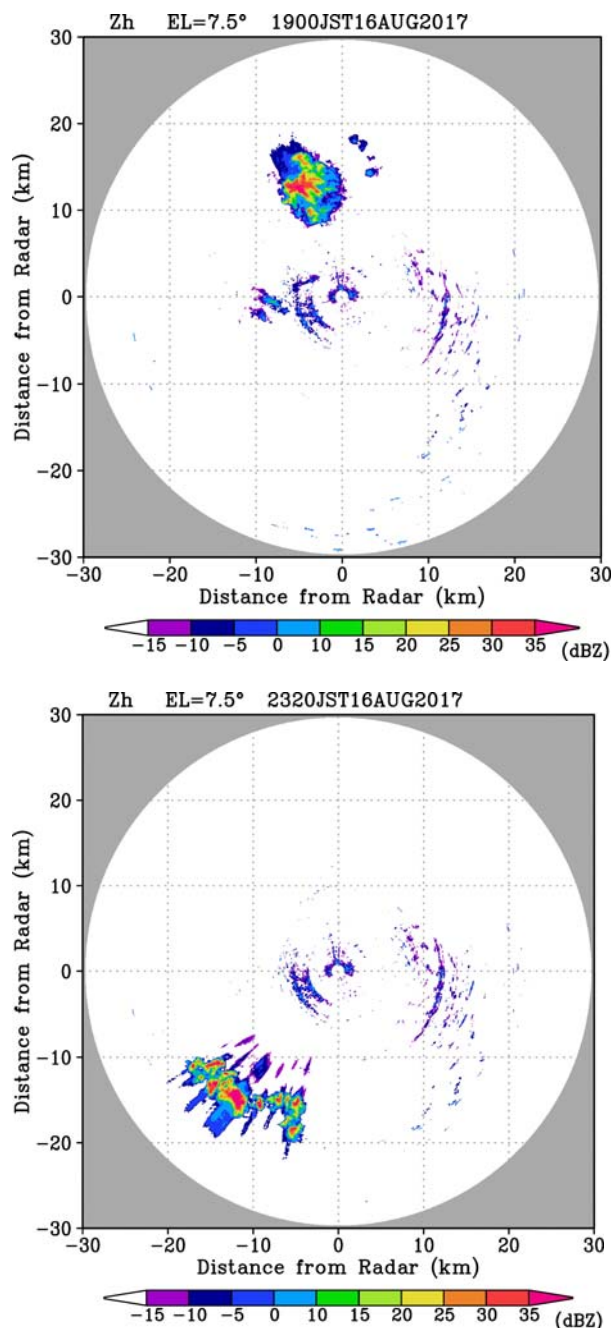 Zh EL=7.5° 1900JST16AUG2017
30
20
10
0
−10
−20
−30
Distance from Radar (km)
−30 −20 −10 0 10 20 30
Distance from Radar (km)
−15 −10 −5 0 10 15 20 25 30 35 (dBZ)
Zh EL=7.5° 2320JST16AUG2017
30
20
10
0
−10
−20
−30
Distance from Radar (km)
−30 −20 −10 0 10 20 30
Distance from Radar (km)
−15 −10 −5 0 10 15 20 25 30 35 (dBZ)